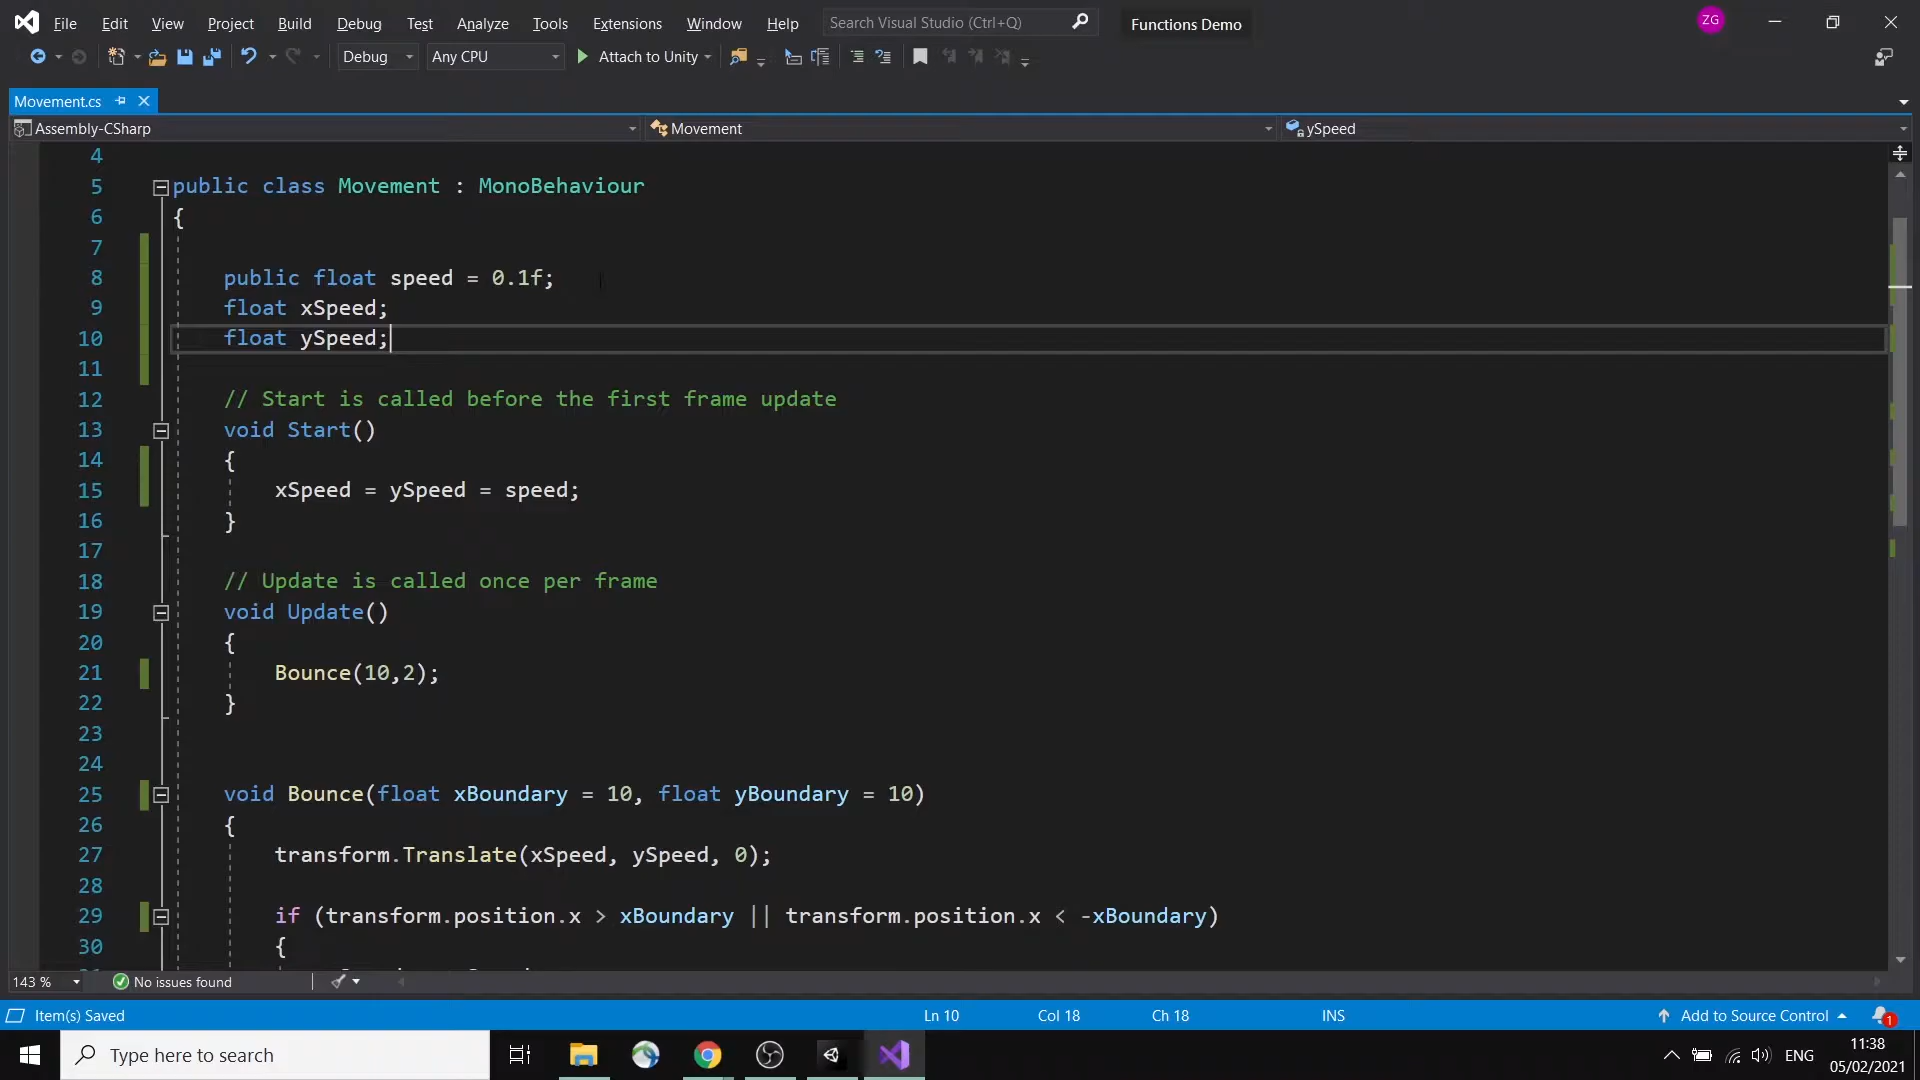 File Edit View Project Build Debug Test Analyze Tools Extensions Window Help Search Visual Studio (Ctrl+Q) Functions Demo ZG
Debug Any CPU Attach to Unity
Movement.cs
Assembly-CSharp Movement ySpeed
4
5 public class Movement : MonoBehaviour
6 {
7
8 public float speed = 0.1f;
9 float xSpeed;
10 float ySpeed;
11
12 // Start is called before the first frame update
13 void Start()
14 {
15 xSpeed = ySpeed = speed;
16 }
17
18 // Update is called once per frame
19 void Update()
20 {
21 Bounce(10,2);
22 }
23
24
25 void Bounce(float xBoundary = 10, float yBoundary = 10)
26 {
27 transform.Translate(xSpeed, ySpeed, 0);
28
29 if (transform.position.x > xBoundary || transform.position.x < -xBoundary)
30 {
143 % No issues found
Item(s) Saved Ln 10 Col 18 Ch 18 INS Add to Source Control 1
Type here to search ENG 11:38
05/02/2021